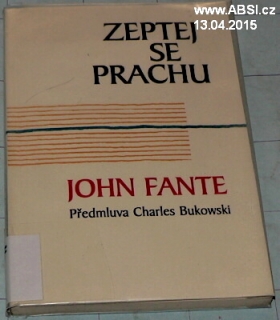 www.ABSI.cz
13.04.2015
ZEPTEJ
SE
PRACHU
JOHN FANTE
Předmluva Charles Bukowski